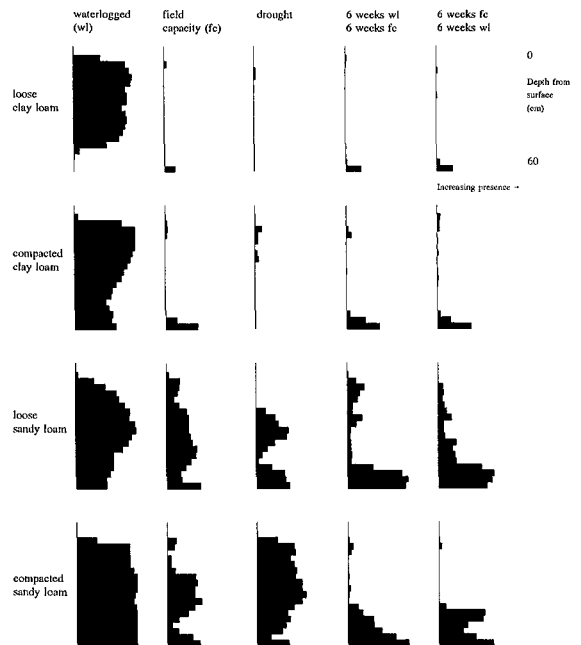 waterlogged
(wl)
field
capacity (fc)
drought
6 weeks wl
6 weeks fc
6 weeks fc
6 weeks wl
loose
clay loam
0
Depth from
surface
(cm)
60
Increasing presence →
compacted
clay loam
loose
sandy loam
compacted
sandy loam